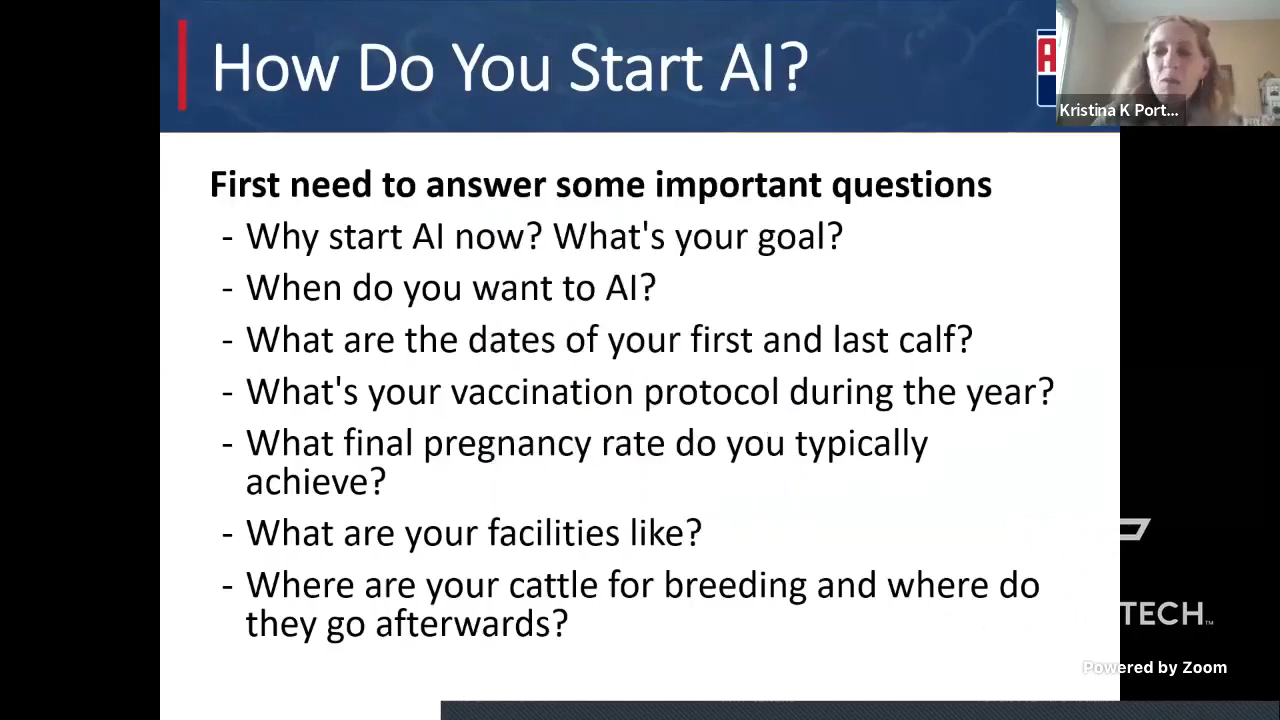 How Do You Start AI?
A
Kristina K Port...
First need to answer some important questions
- Why start AI now? What's your goal?
- When do you want to AI?
- What are the dates of your first and last calf?
- What's your vaccination protocol during the year?
- What final pregnancy rate do you typically
achieve?
- What are your facilities like?
- Where are your cattle for breeding and where do
they go afterwards?
TECH™
Powered by Zoom